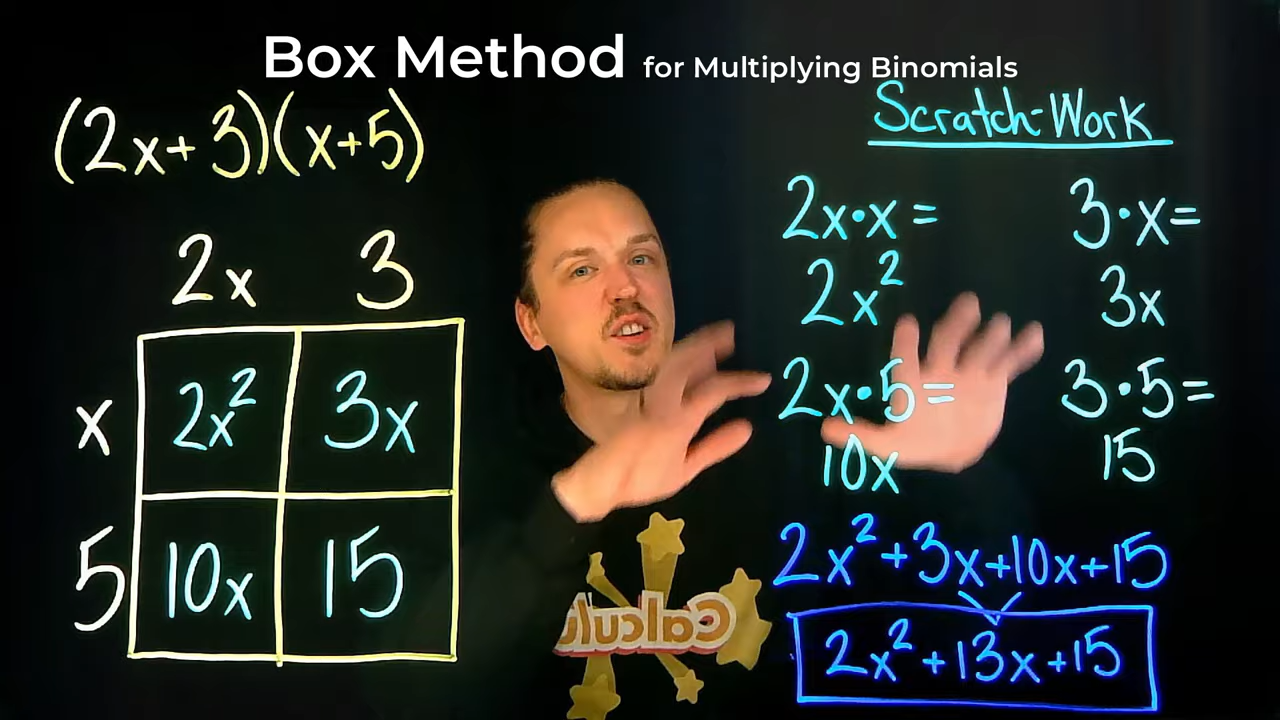 Box Method for Multiplying Binomials
(2x+3)(x+5)
2x 3
x 2x² 3x
5 10x 15
Scratch-Work
2x•x=
2x²
3•x=
3x
2x•5=
10x
3•5=
15
2x²+3x+10x+15
2x²+13x+15